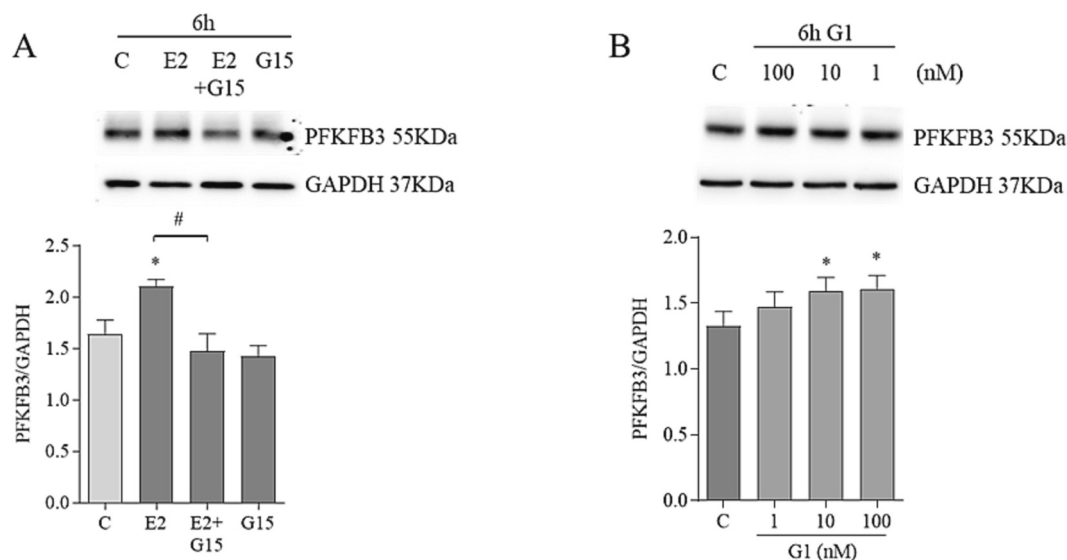 A
6h
C E2 E2 G15
+G15
PFKFB3 55KDa
GAPDH 37KDa
#
*
2.5
2.0
1.5
1.0
0.5
0.0
PFKFB3/GAPDH
C E2 E2+ G15
G15
B
6h G1
C 100 10 1 (nM)
PFKFB3 55KDa
GAPDH 37KDa
* *
2.0
1.5
1.0
0.5
0.0
PFKFB3/GAPDH
C 1 10 100
G1 (nM)